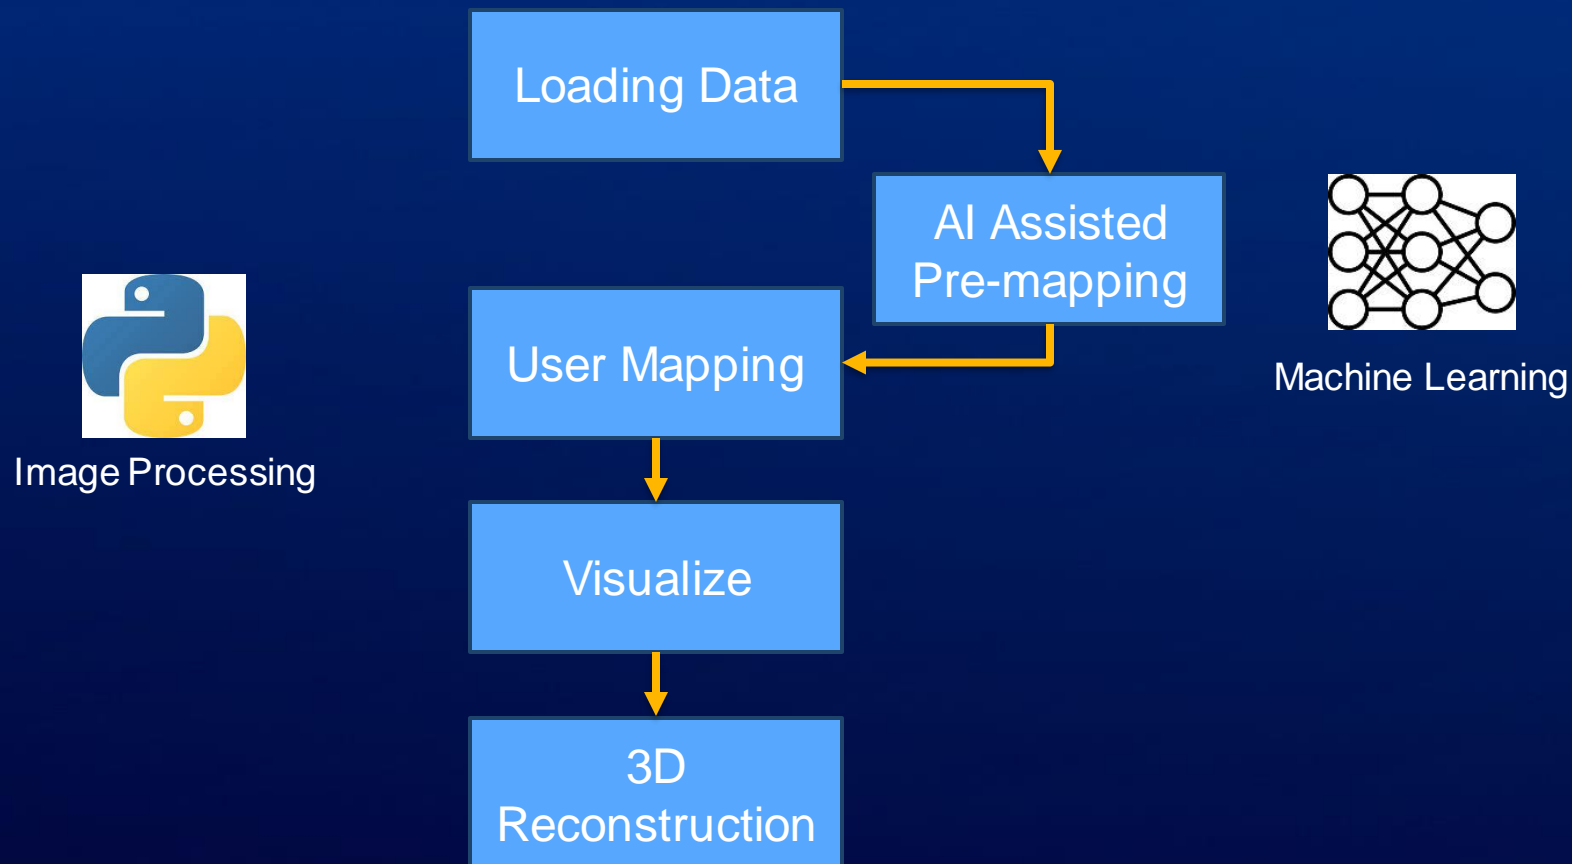 Loading Data
AI Assisted
Pre-mapping
User Mapping
Machine Learning
Image Processing
Visualize
3D
Reconstruction